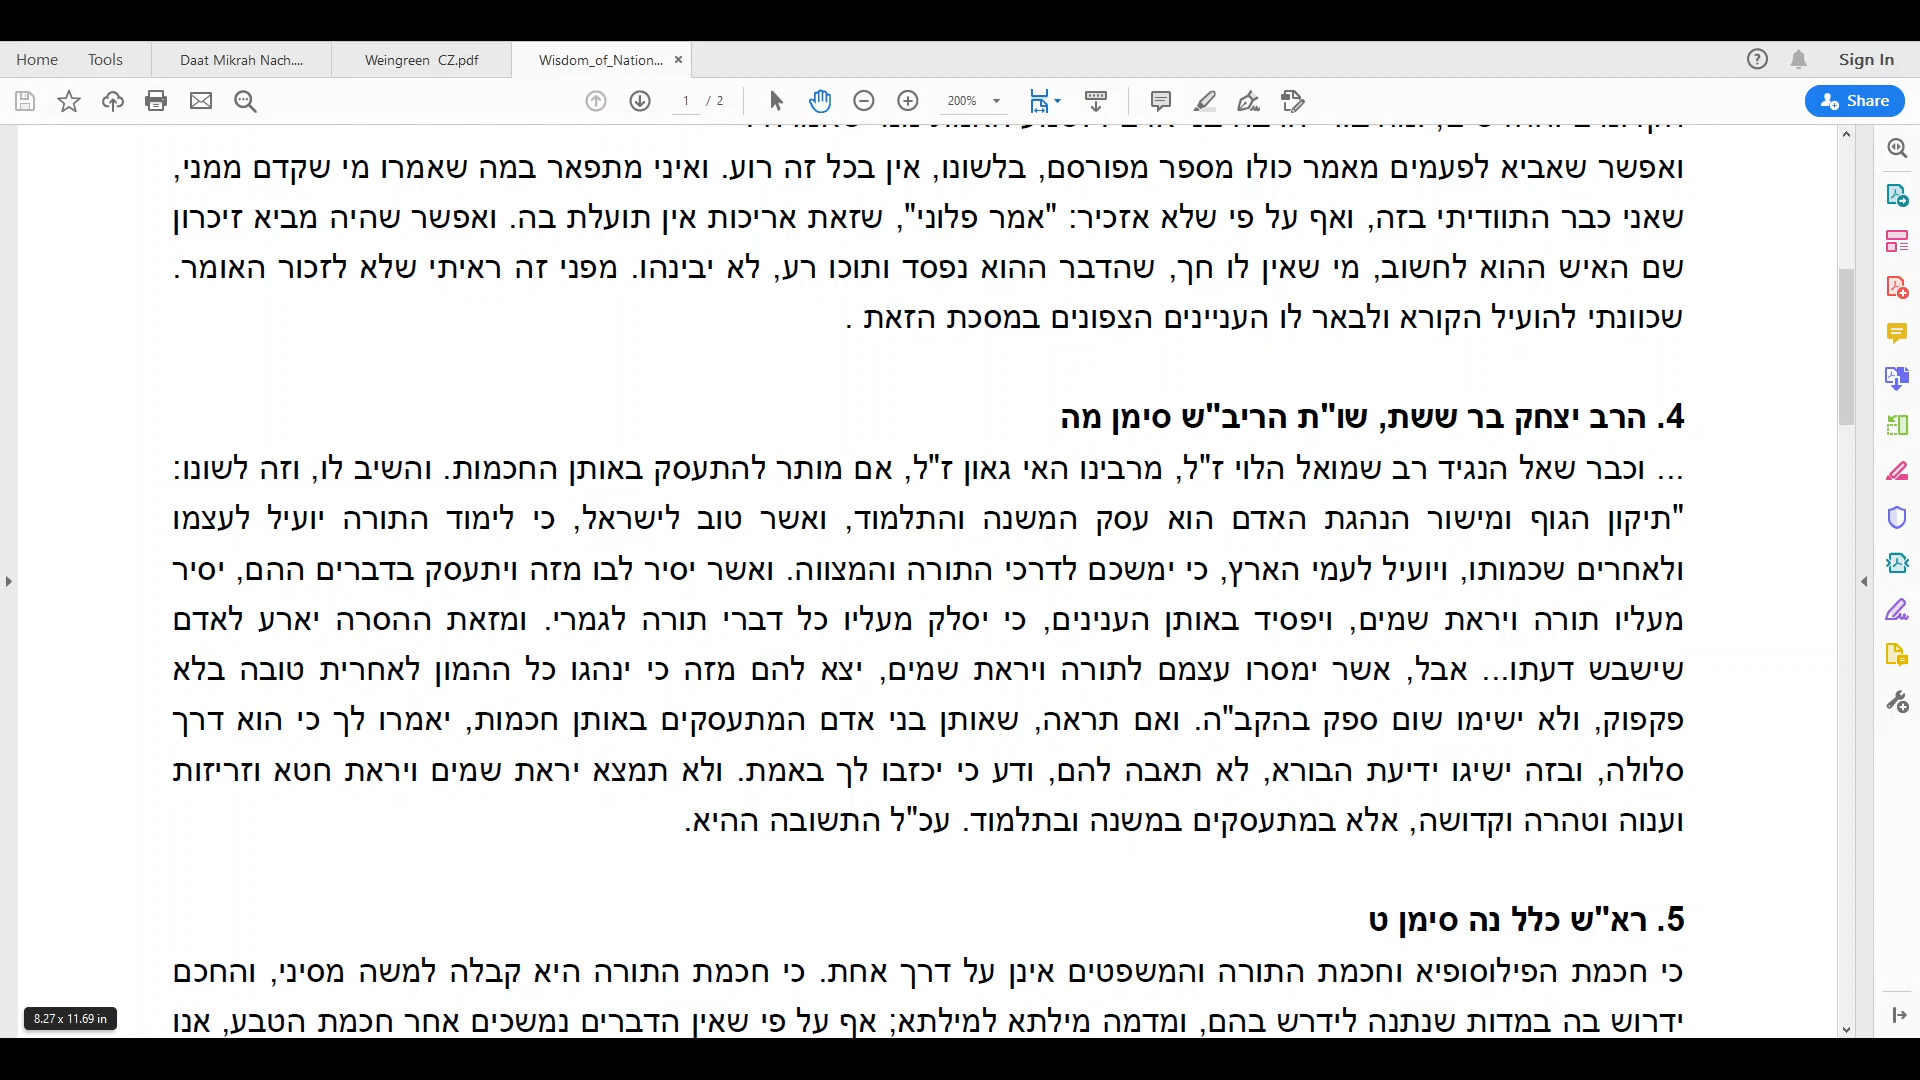 Home
Tools
Daat Mikrah Nach....
Weingreen CZ.pdf
Wisdom_of_Nation...
Sign In
1 / 2
200%
Share
ואפשר שאביא לפעמים מאמר כולו מספר מפורסם, בלשונו, אין בכל זה רוע. ואיני מתפאר במה שאמרו מי שקדם ממני,
שאני כבר התוודיתי בזה, ואף על פי שלא אזכיר: "אמר פלוני", שזאת אריכות אין תועלת בה. ואפשר שהיה מביא זיכרון
שם האיש ההוא לחשוב, מי שאין לו חך, שהדבר ההוא נפסד ותוכו רע, לא יבינהו. מפני זה ראיתי שלא לזכור האומר.
שכוונתי להועיל הקורא ולבאר לו העניינים הצפונים במסכת הזאת .
4. הרב יצחק בר ששת, שו"ת הריב"ש סימן מה
... וכבר שאל הנגיד רב שמואל הלוי ז"ל, מרבינו האי גאון ז"ל, אם מותר להתעסק באותן החכמות. והשיב לו, וזה לשונו:
"תיקון הגוף ומישור הנהגת האדם הוא עסק המשנה והתלמוד, ואשר טוב לישראל, כי לימוד התורה יועיל לעצמו
ולאחרים שכמותו, ויועיל לעמי הארץ, כי ימשכם לדרכי התורה והמצווה. ואשר יסיר לבו מזה ויתעסק בדברים ההם, יסיר
מעליו תורה ויראת שמים, ויפסיד באותן הענינים, כי יסלק מעליו כל דברי תורה לגמרי. ומזאת ההסרה יארע לאדם
שישבש דעתו... אבל, אשר ימסרו עצמם לתורה ויראת שמים, יצא להם מזה כי ינהגו כל ההמון לאחרית טובה בלא
פקפוק, ולא ישימו שום ספק בהקב"ה. ואם תראה, שאותן בני אדם המתעסקים באותן חכמות, יאמרו לך כי הוא דרך
סלולה, ובזה ישיגו ידיעת הבורא, לא תאבה להם, ודע כי יכזבו לך באמת. ולא תמצא יראת שמים ויראת חטא וזריזות
וענוה וטהרה וקדושה, אלא במתעסקים במשנה ובתלמוד. עכ"ל התשובה ההיא.
5. רא"ש כלל נה סימן ט
כי חכמת הפילוסופיא וחכמת התורה והמשפטים אינן על דרך אחת. כי חכמת התורה היא קבלה למשה מסיני, והחכם
ידרוש בה במדות שנתנה לידרש בהם, ומדמה מילתא למילתא; אף על פי שאין הדברים נמשכים אחר חכמת הטבע, אנו
8.27 x 11.69 in